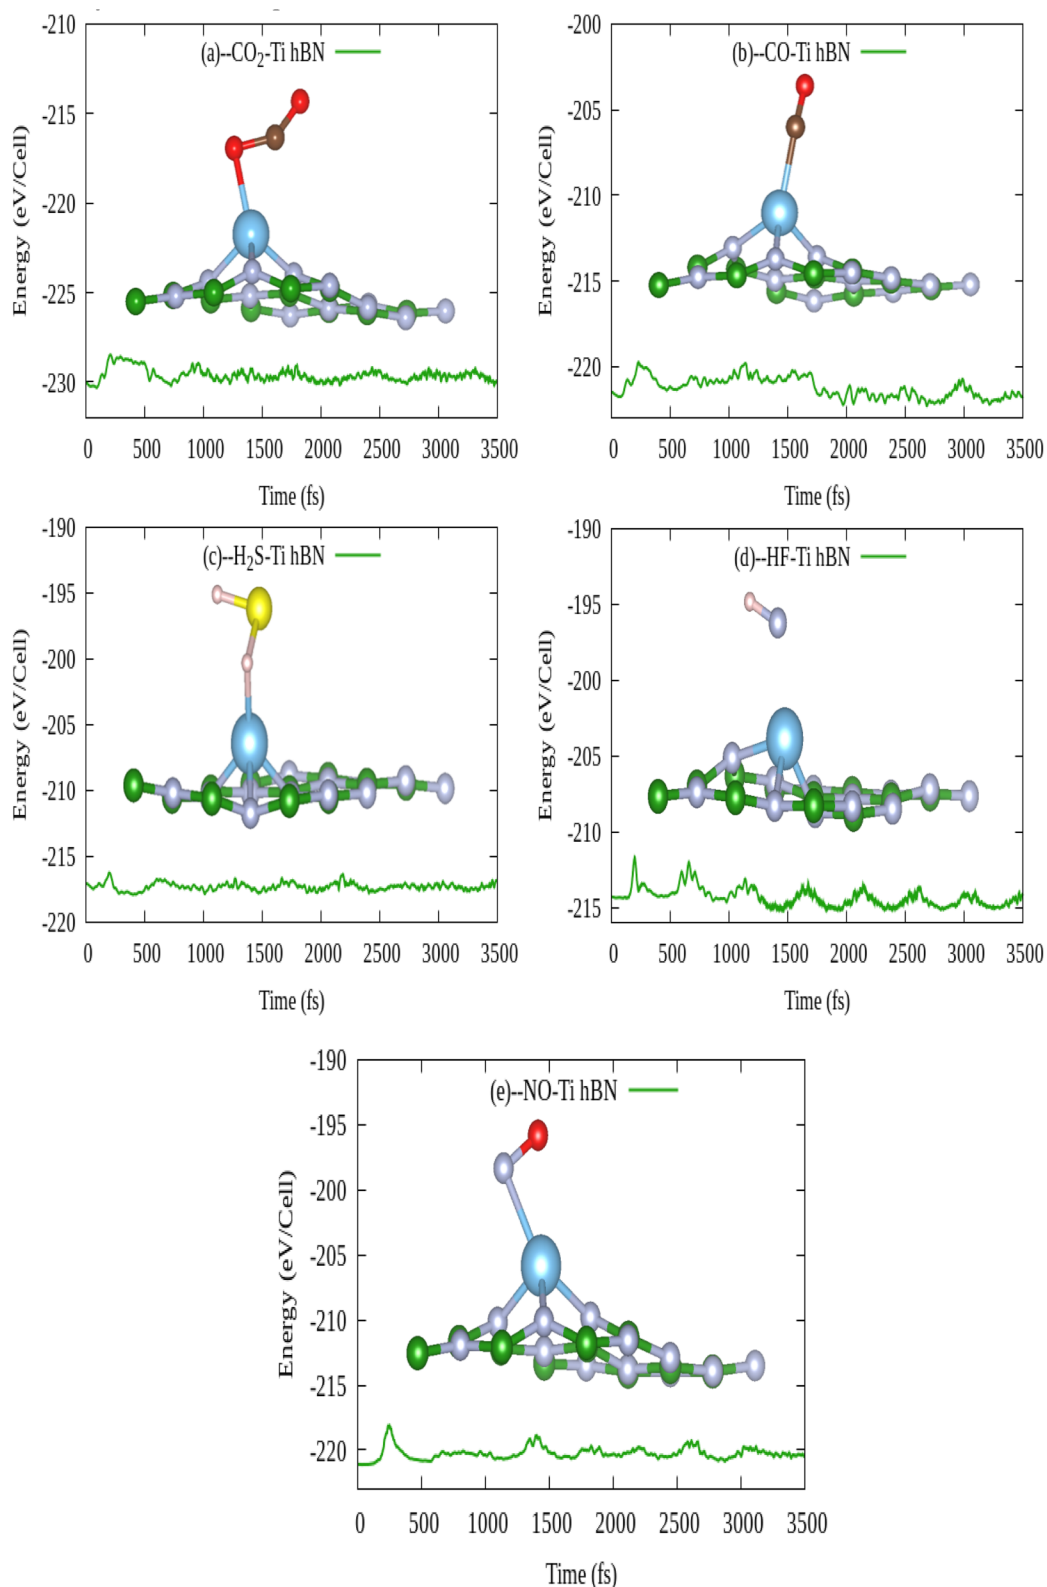 (a)--CO2-Ti hBN
Energy (eV/Cell)
-210
-215
-220
-225
-230
0 500 1000 1500 2000 2500 3000 3500
Time (fs)
(b)--CO-Ti hBN
Energy (eV/Cell)
-200
-205
-210
-215
-220
0 500 1000 1500 2000 2500 3000 3500
Time (fs)
(c)--H2S-Ti hBN
Energy (eV/Cell)
-190
-195
-200
-205
-210
-215
-220
0 500 1000 1500 2000 2500 3000 3500
Time (fs)
(d)--HF-Ti hBN
Energy (eV/Cell)
-190
-195
-200
-205
-210
-215
0 500 1000 1500 2000 2500 3000 3500
Time (fs)
(e)--NO-Ti hBN
Energy (eV/Cell)
-190
-195
-200
-205
-210
-215
-220
0 500 1000 1500 2000 2500 3000 3500
Time (fs)